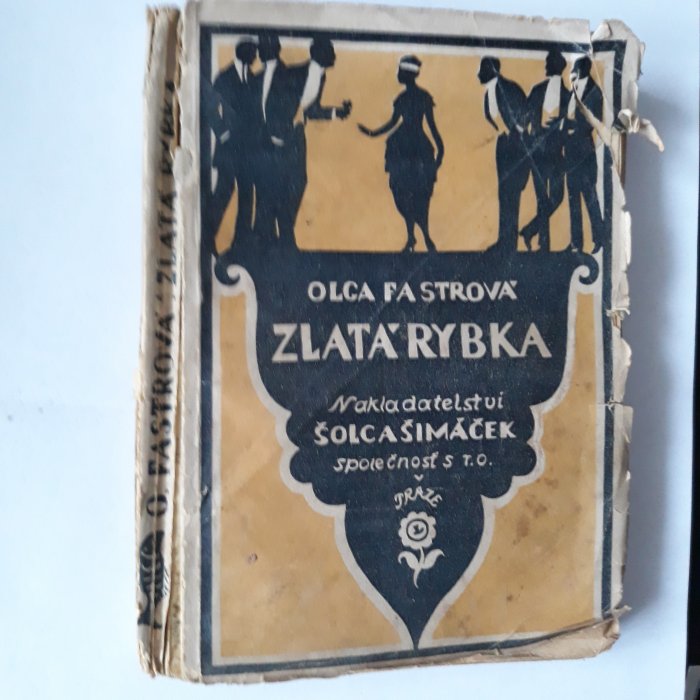 OLGA FASTROVÁ
ZLATÁ RYBKA
Nakladatelství
ŠOLC A ŠIMÁČEK
společnost s r.o.
v PRAZE
O. FASTROVÁ: ZLATÁ RYBKA